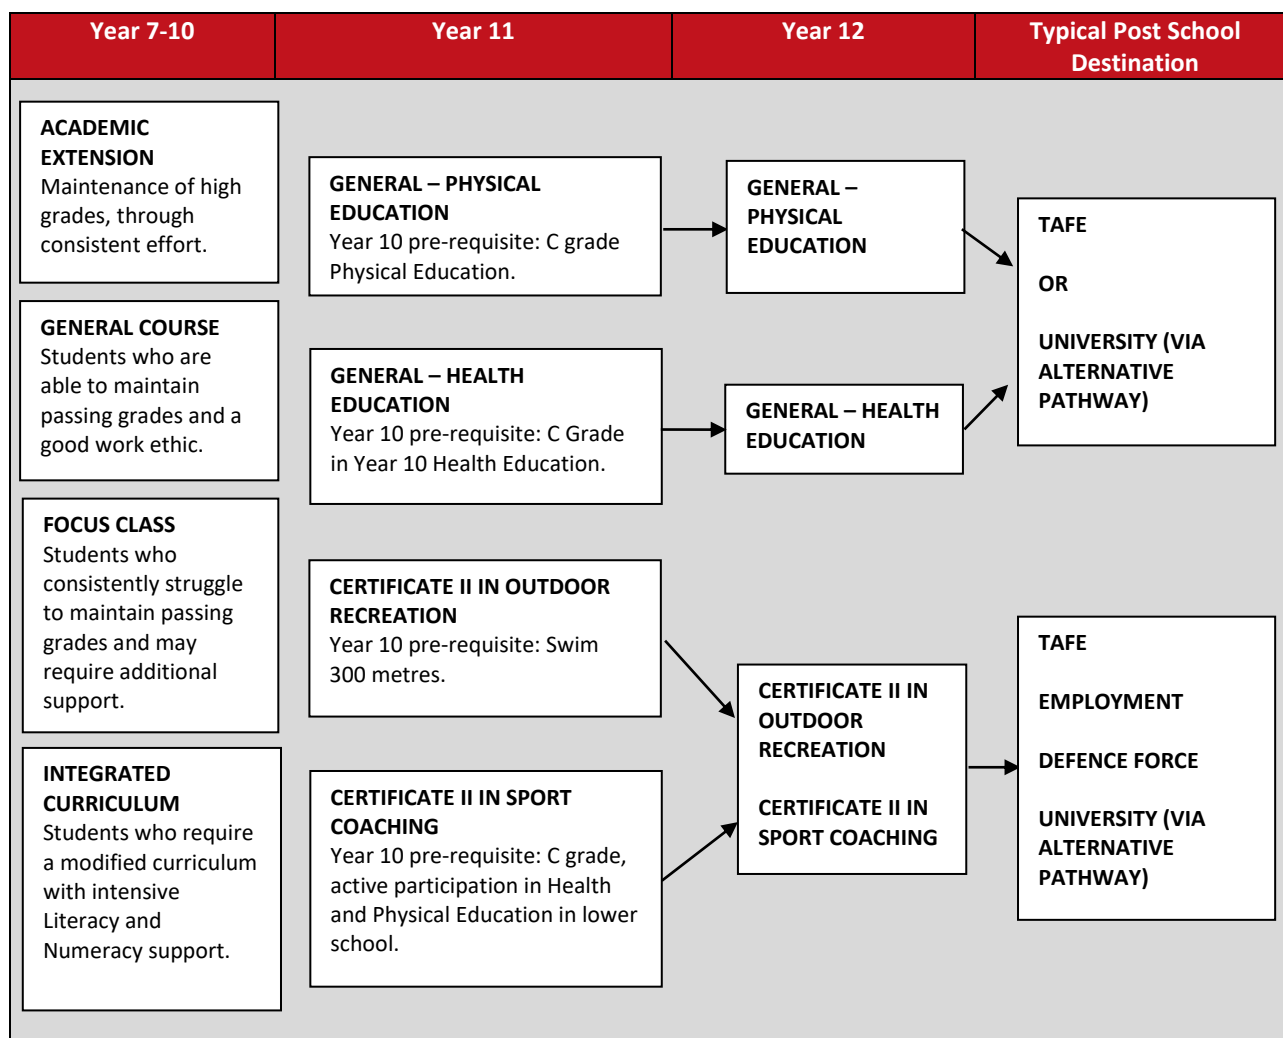 Year 7-10
Year 11
Year 12
Typical Post School
Destination
ACADEMIC
EXTENSION
Maintenance of high
grades, through
consistent effort.
GENERAL COURSE
Students who are
able to maintain
passing grades and a
good work ethic.
FOCUS CLASS
Students who
consistently struggle
to maintain passing
grades and may
require additional
support.
INTEGRATED
CURRICULUM
Students who require
a modified curriculum
with intensive
Literacy and
Numeracy support.
GENERAL – PHYSICAL
EDUCATION
Year 10 pre-requisite: C grade
Physical Education.
GENERAL – HEALTH
EDUCATION
Year 10 pre-requisite: C Grade
in Year 10 Health Education.
CERTIFICATE II IN OUTDOOR
RECREATION
Year 10 pre-requisite: Swim
300 metres.
CERTIFICATE II IN SPORT
COACHING
Year 10 pre-requisite: C grade,
active participation in Health
and Physical Education in lower
school.
GENERAL –
PHYSICAL
EDUCATION
GENERAL – HEALTH
EDUCATION
CERTIFICATE II IN
OUTDOOR
RECREATION
CERTIFICATE II IN
SPORT COACHING
TAFE
OR
UNIVERSITY (VIA
ALTERNATIVE
PATHWAY)
TAFE
EMPLOYMENT
DEFENCE FORCE
UNIVERSITY (VIA
ALTERNATIVE
PATHWAY)